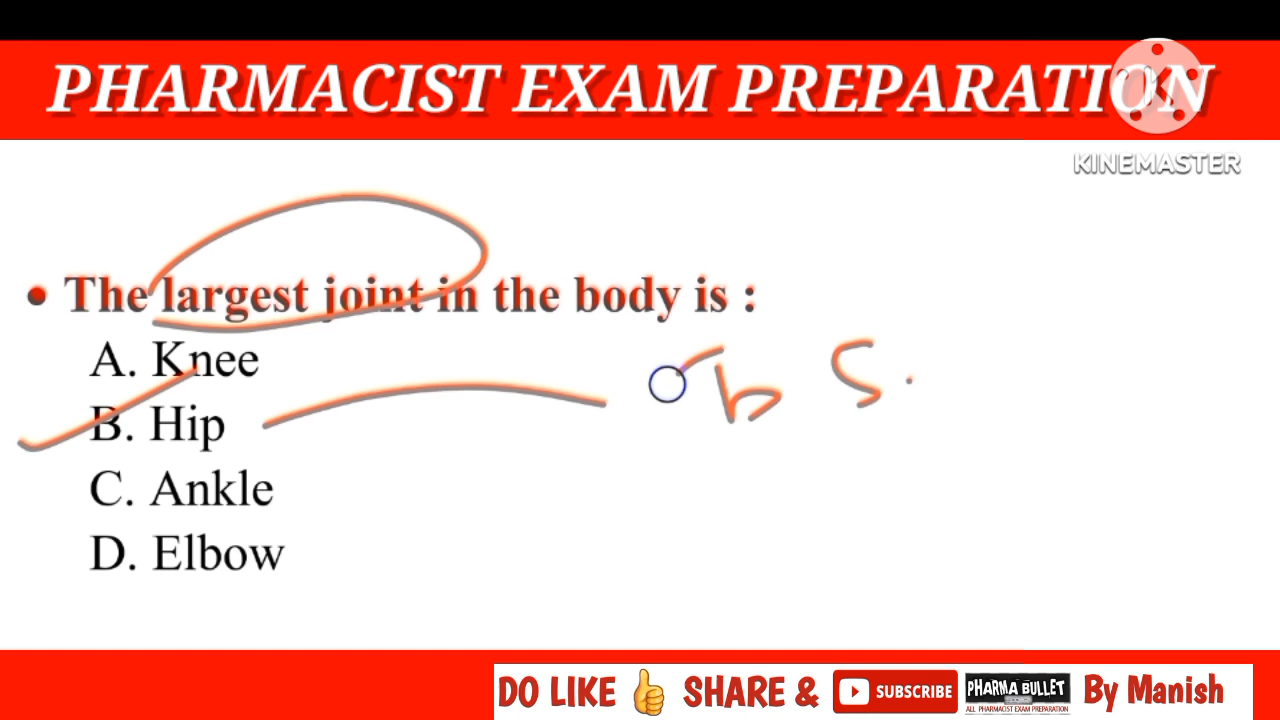 PHARMACIST EXAM PREPARATION
KINEMASTER
• The largest joint in the body is :
A. Knee
B. Hip
C. Ankle
D. Elbow
DO LIKE SHARE & SUBSCRIBE PHARMA BULLET By Manish
ALL PHARMACIST EXAM PREPARATION